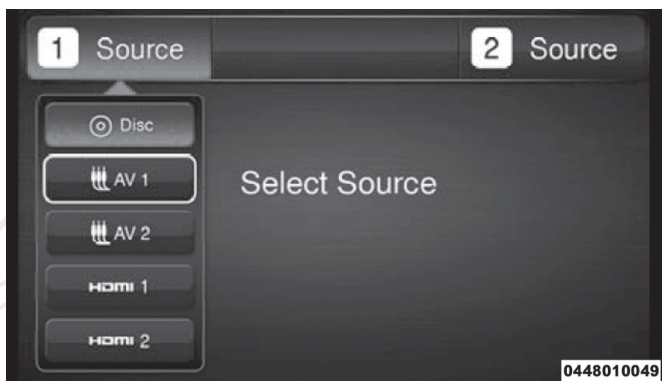 1 Source
2 Source
Disc
AV 1
Select Source
AV 2
HDMI 1
HDMI 2
0448010049